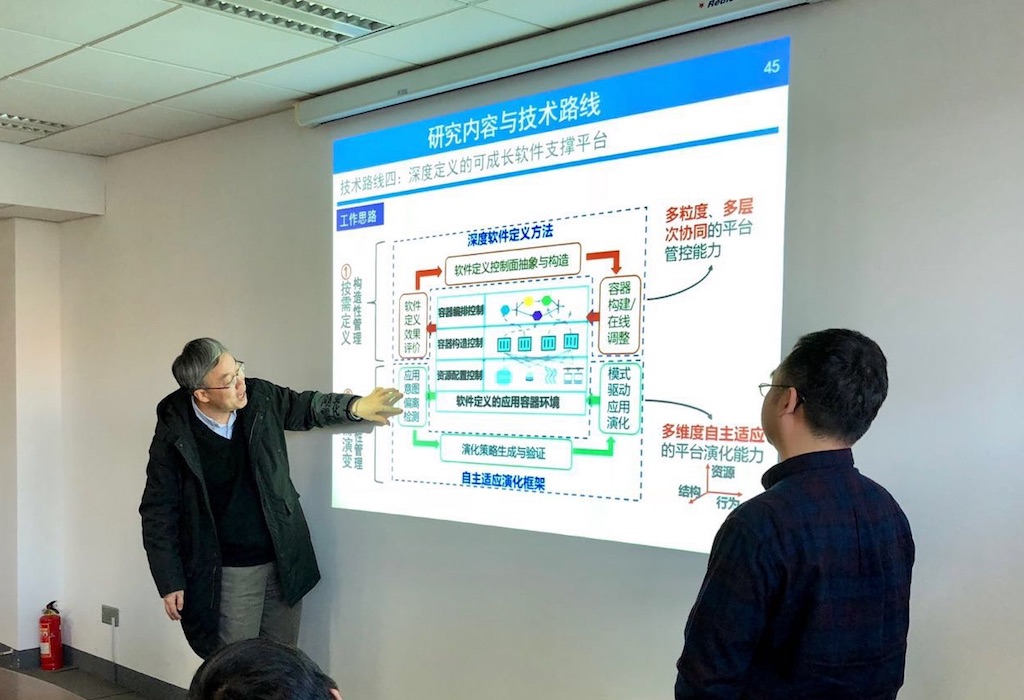 45
研究内容与技术路线
技术路线四：深度定义的可成长软件支撑平台
工作思路
① 按需定义
构造性管理
深度软件定义方法
软件定义控制面抽象与构造
软件
定义
效果
评价
容器编排控制
容器构造控制
资源配置控制
软件定义的应用容器环境
容器
构建/
在线
调整
应用
意图
偏离
检测
模式
驱动
应用
演化
演化策略生成与验证
自主适应演化框架
演变
性管理
多粒度、多层
次协同的平台
管控能力
多维度自主适应
的平台演化能力
资源
结构
行为